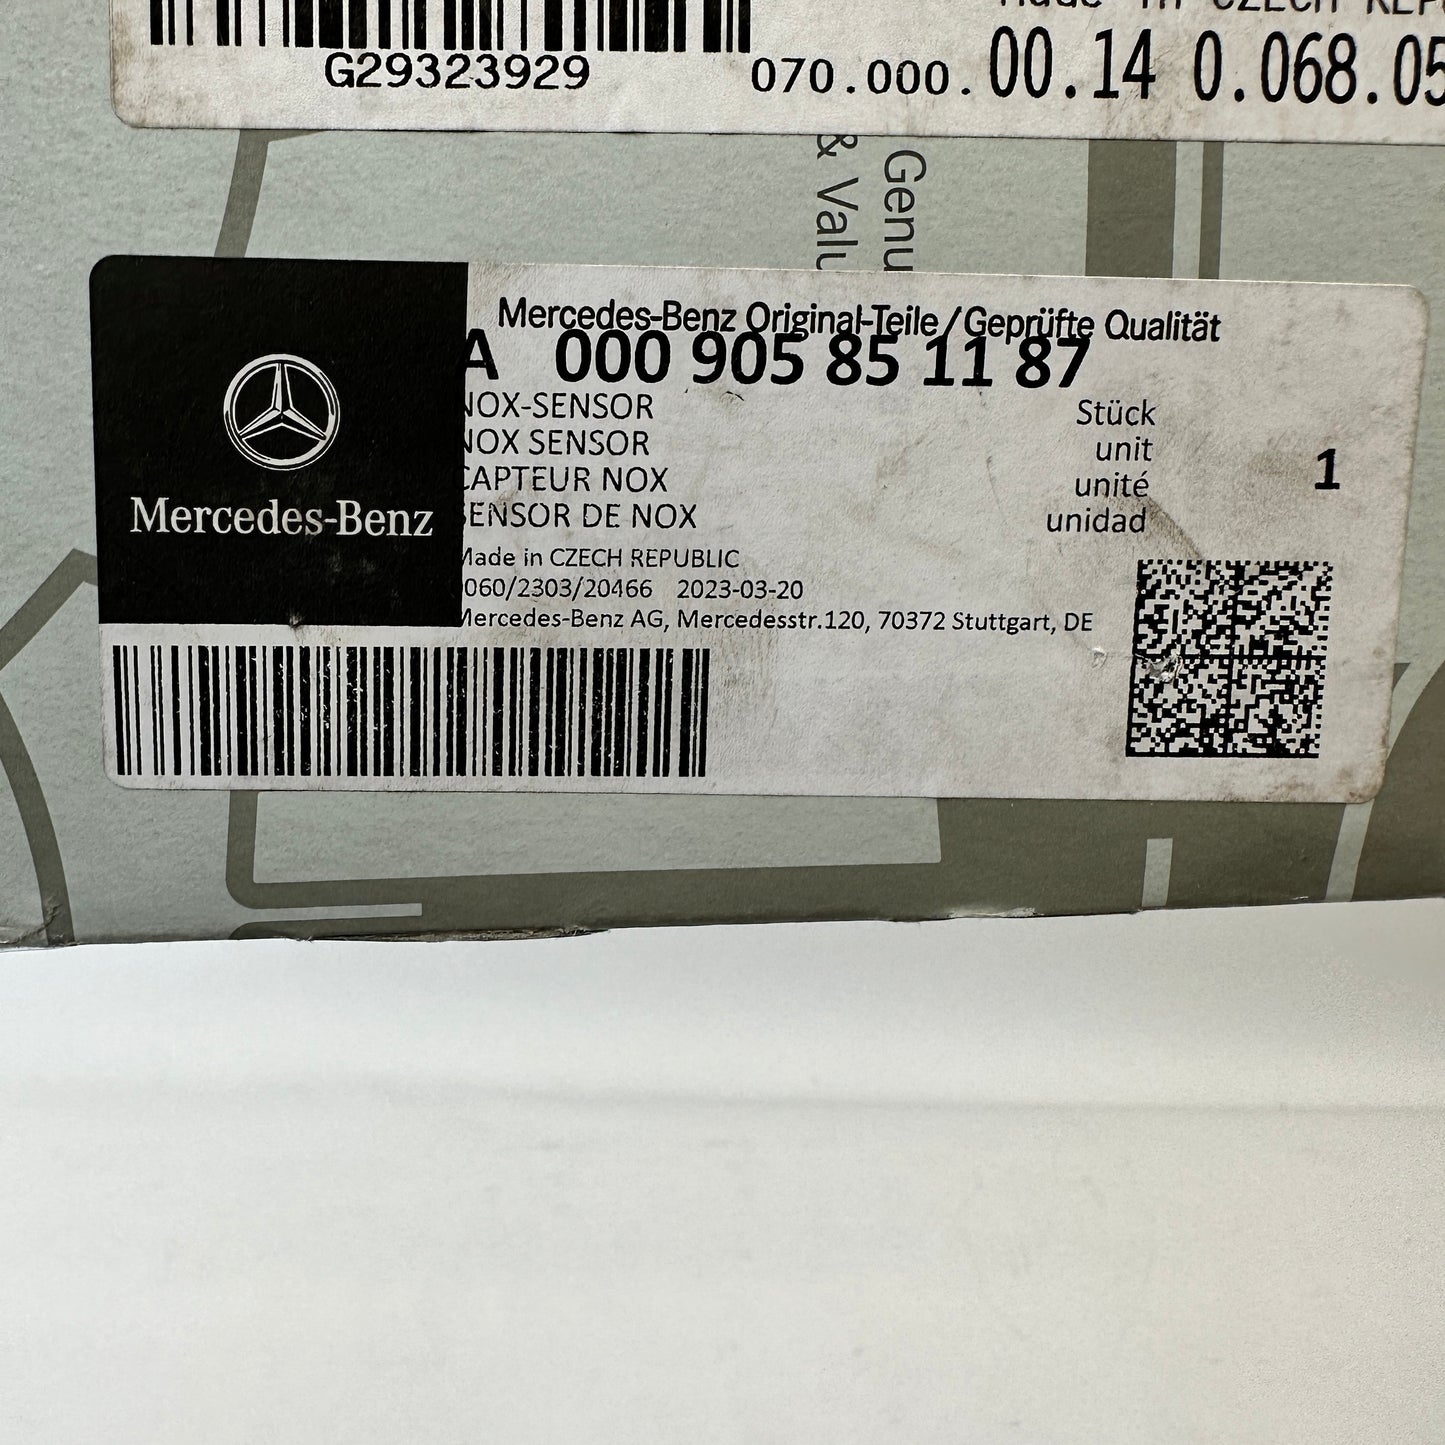 G29323929
070.000.00.14 0.068.05
Genu
& Valu
Mercedes-Benz
Mercedes-Benz Original-Teile/Geprüfte Qualität
A 000 905 85 11 87
NOX-SENSOR
NOX SENSOR
CAPTEUR NOX
SENSOR DE NOX
Stück
unit
unité
unidad
1
Made in CZECH REPUBLIC
0060/2303/20466 2023-03-20
Mercedes-Benz AG, Mercedesstr.120, 70372 Stuttgart, DE